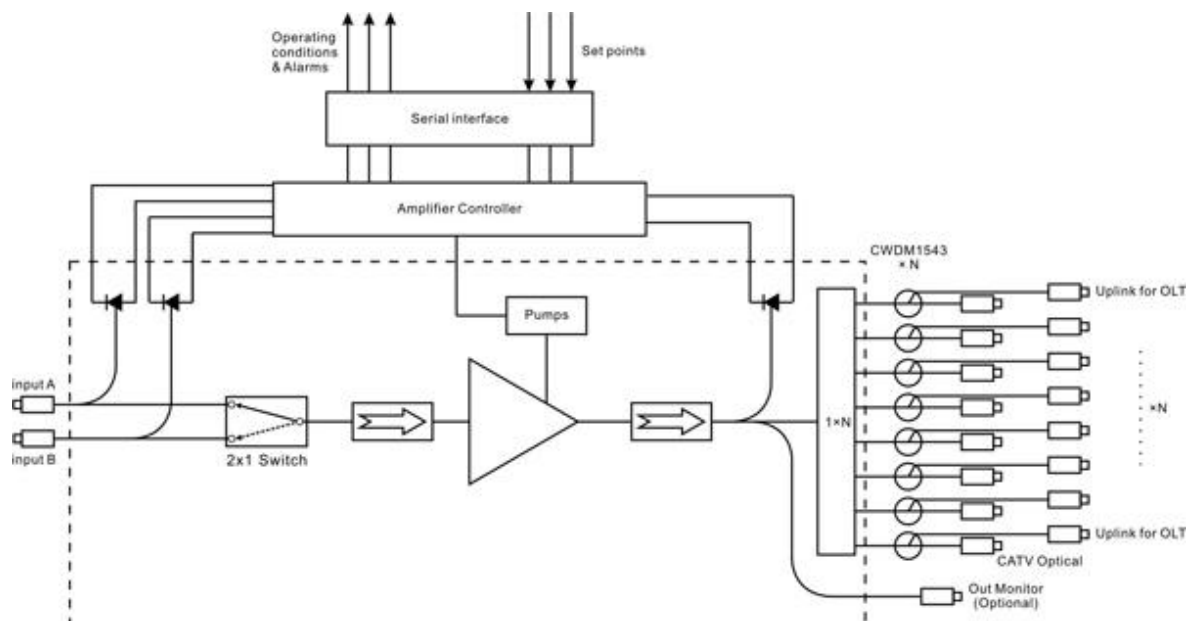 Operating
conditions
& Alarms
Set points
Serial interface
Amplifier Controller
CWDM1543
× N
Uplink for OLT
Pumps
input A
input B
2x1 Switch
1×N
×N
Uplink for OLT
CATV Optical
Out Monitor
(Optional)